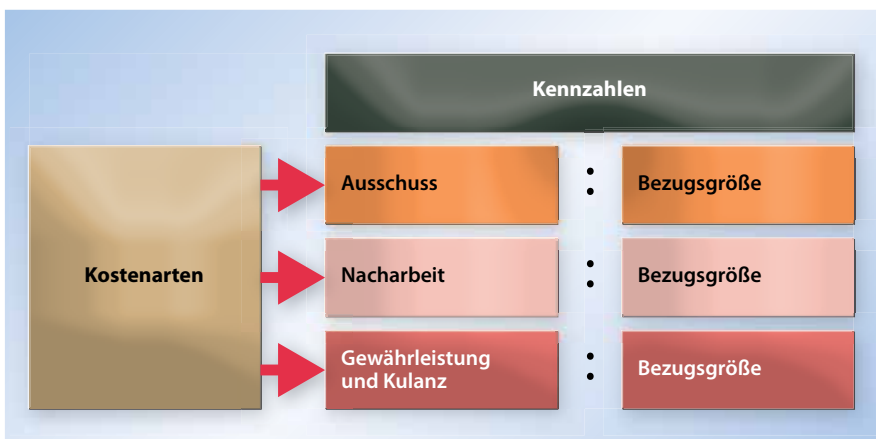 Kennzahlen
Ausschuss : Bezugsgröße
Kostenarten
Nacharbeit : Bezugsgröße
Gewährleistung
und Kulanz : Bezugsgröße